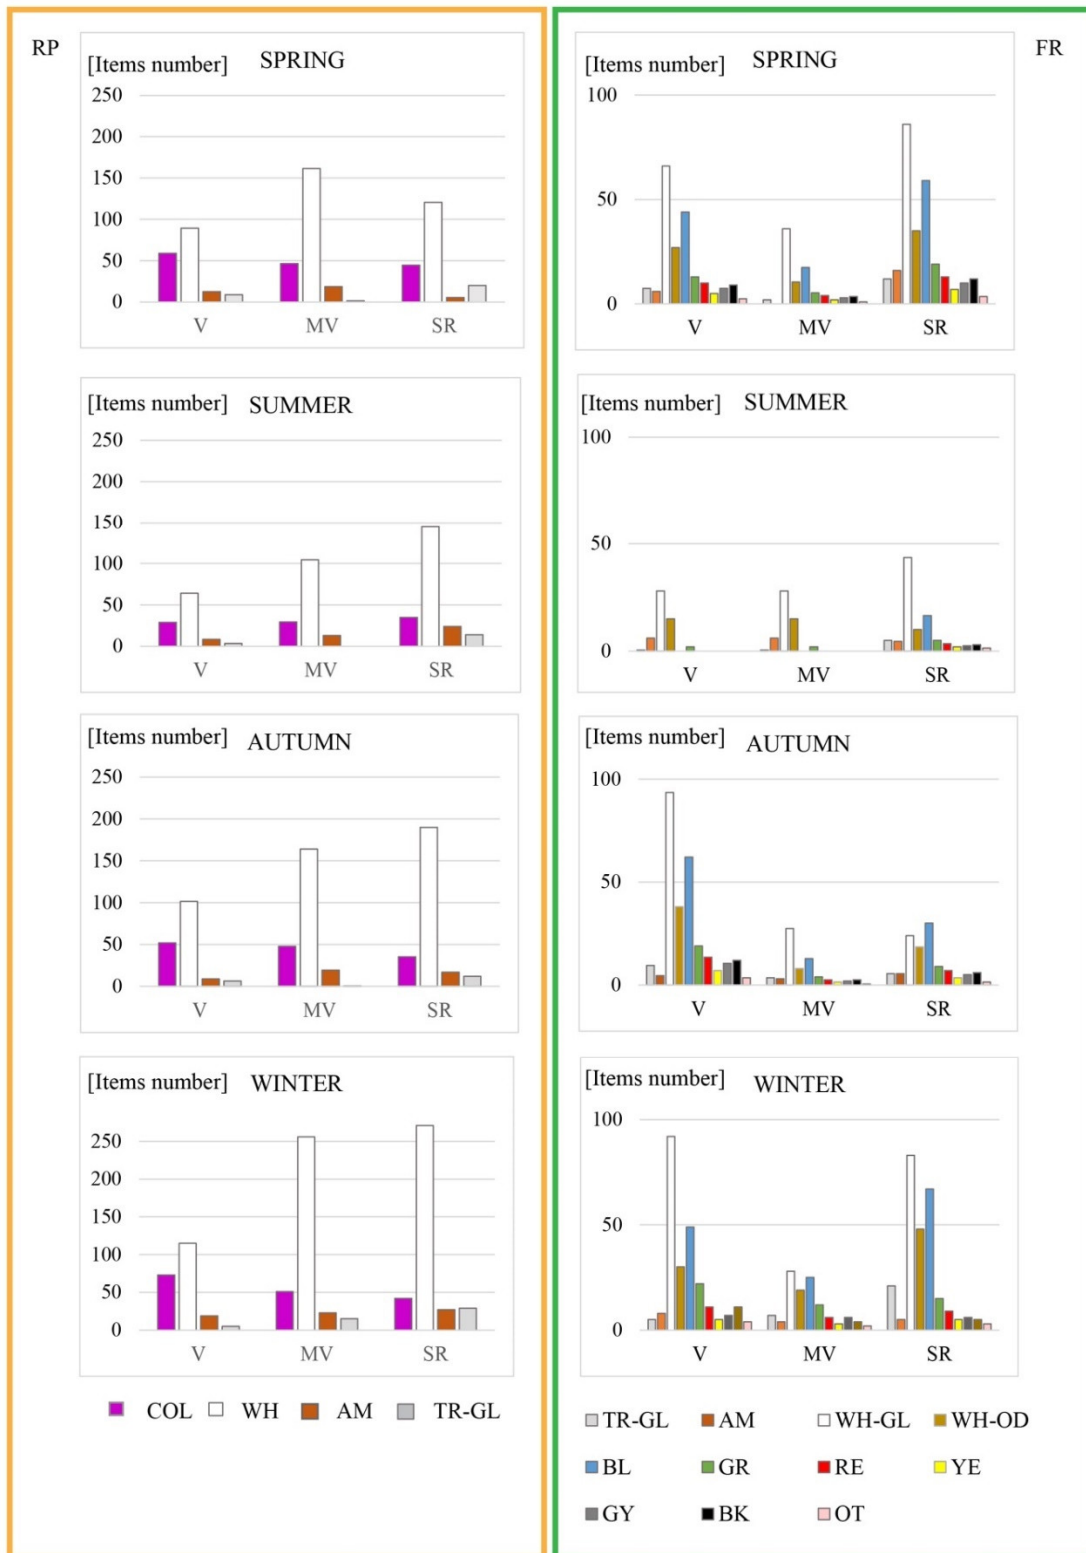 RP
[Items number] SPRING
250
200
150
100
50
0
V MV SR
[Items number] SUMMER
250
200
150
100
50
0
V MV SR
[Items number] AUTUMN
250
200
150
100
50
0
V MV SR
[Items number] WINTER
250
200
150
100
50
0
V MV SR
COL WH AM TR-GL
FR
[Items number] SPRING
100
50
0
V MV SR
[Items number] SUMMER
100
50
0
V MV SR
[Items number] AUTUMN
100
50
0
V MV SR
[Items number] WINTER
100
50
0
V MV SR
TR-GL AM WH-GL WH-OD
BL GR RE YE
GY BK OT